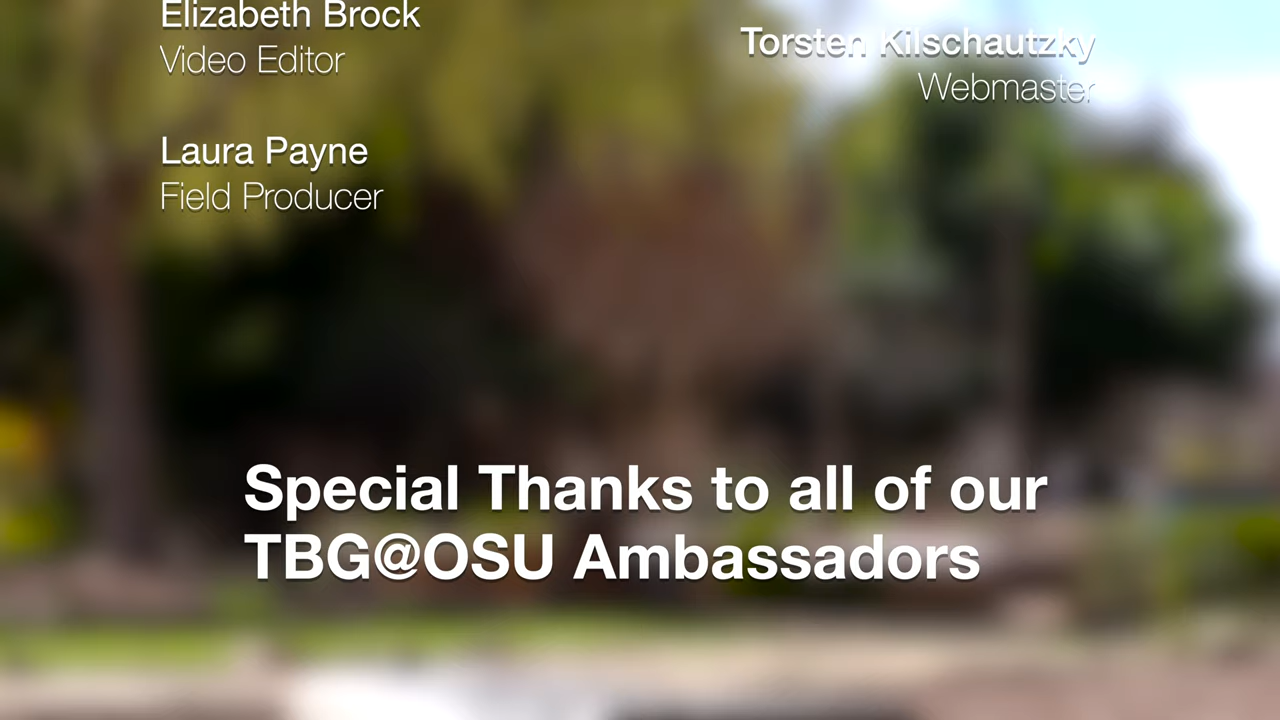 Elizabeth Brock
Video Editor
Laura Payne
Field Producer
Torsten Kilschautzky
Webmaster
Special Thanks to all of our
TBG@OSU Ambassadors